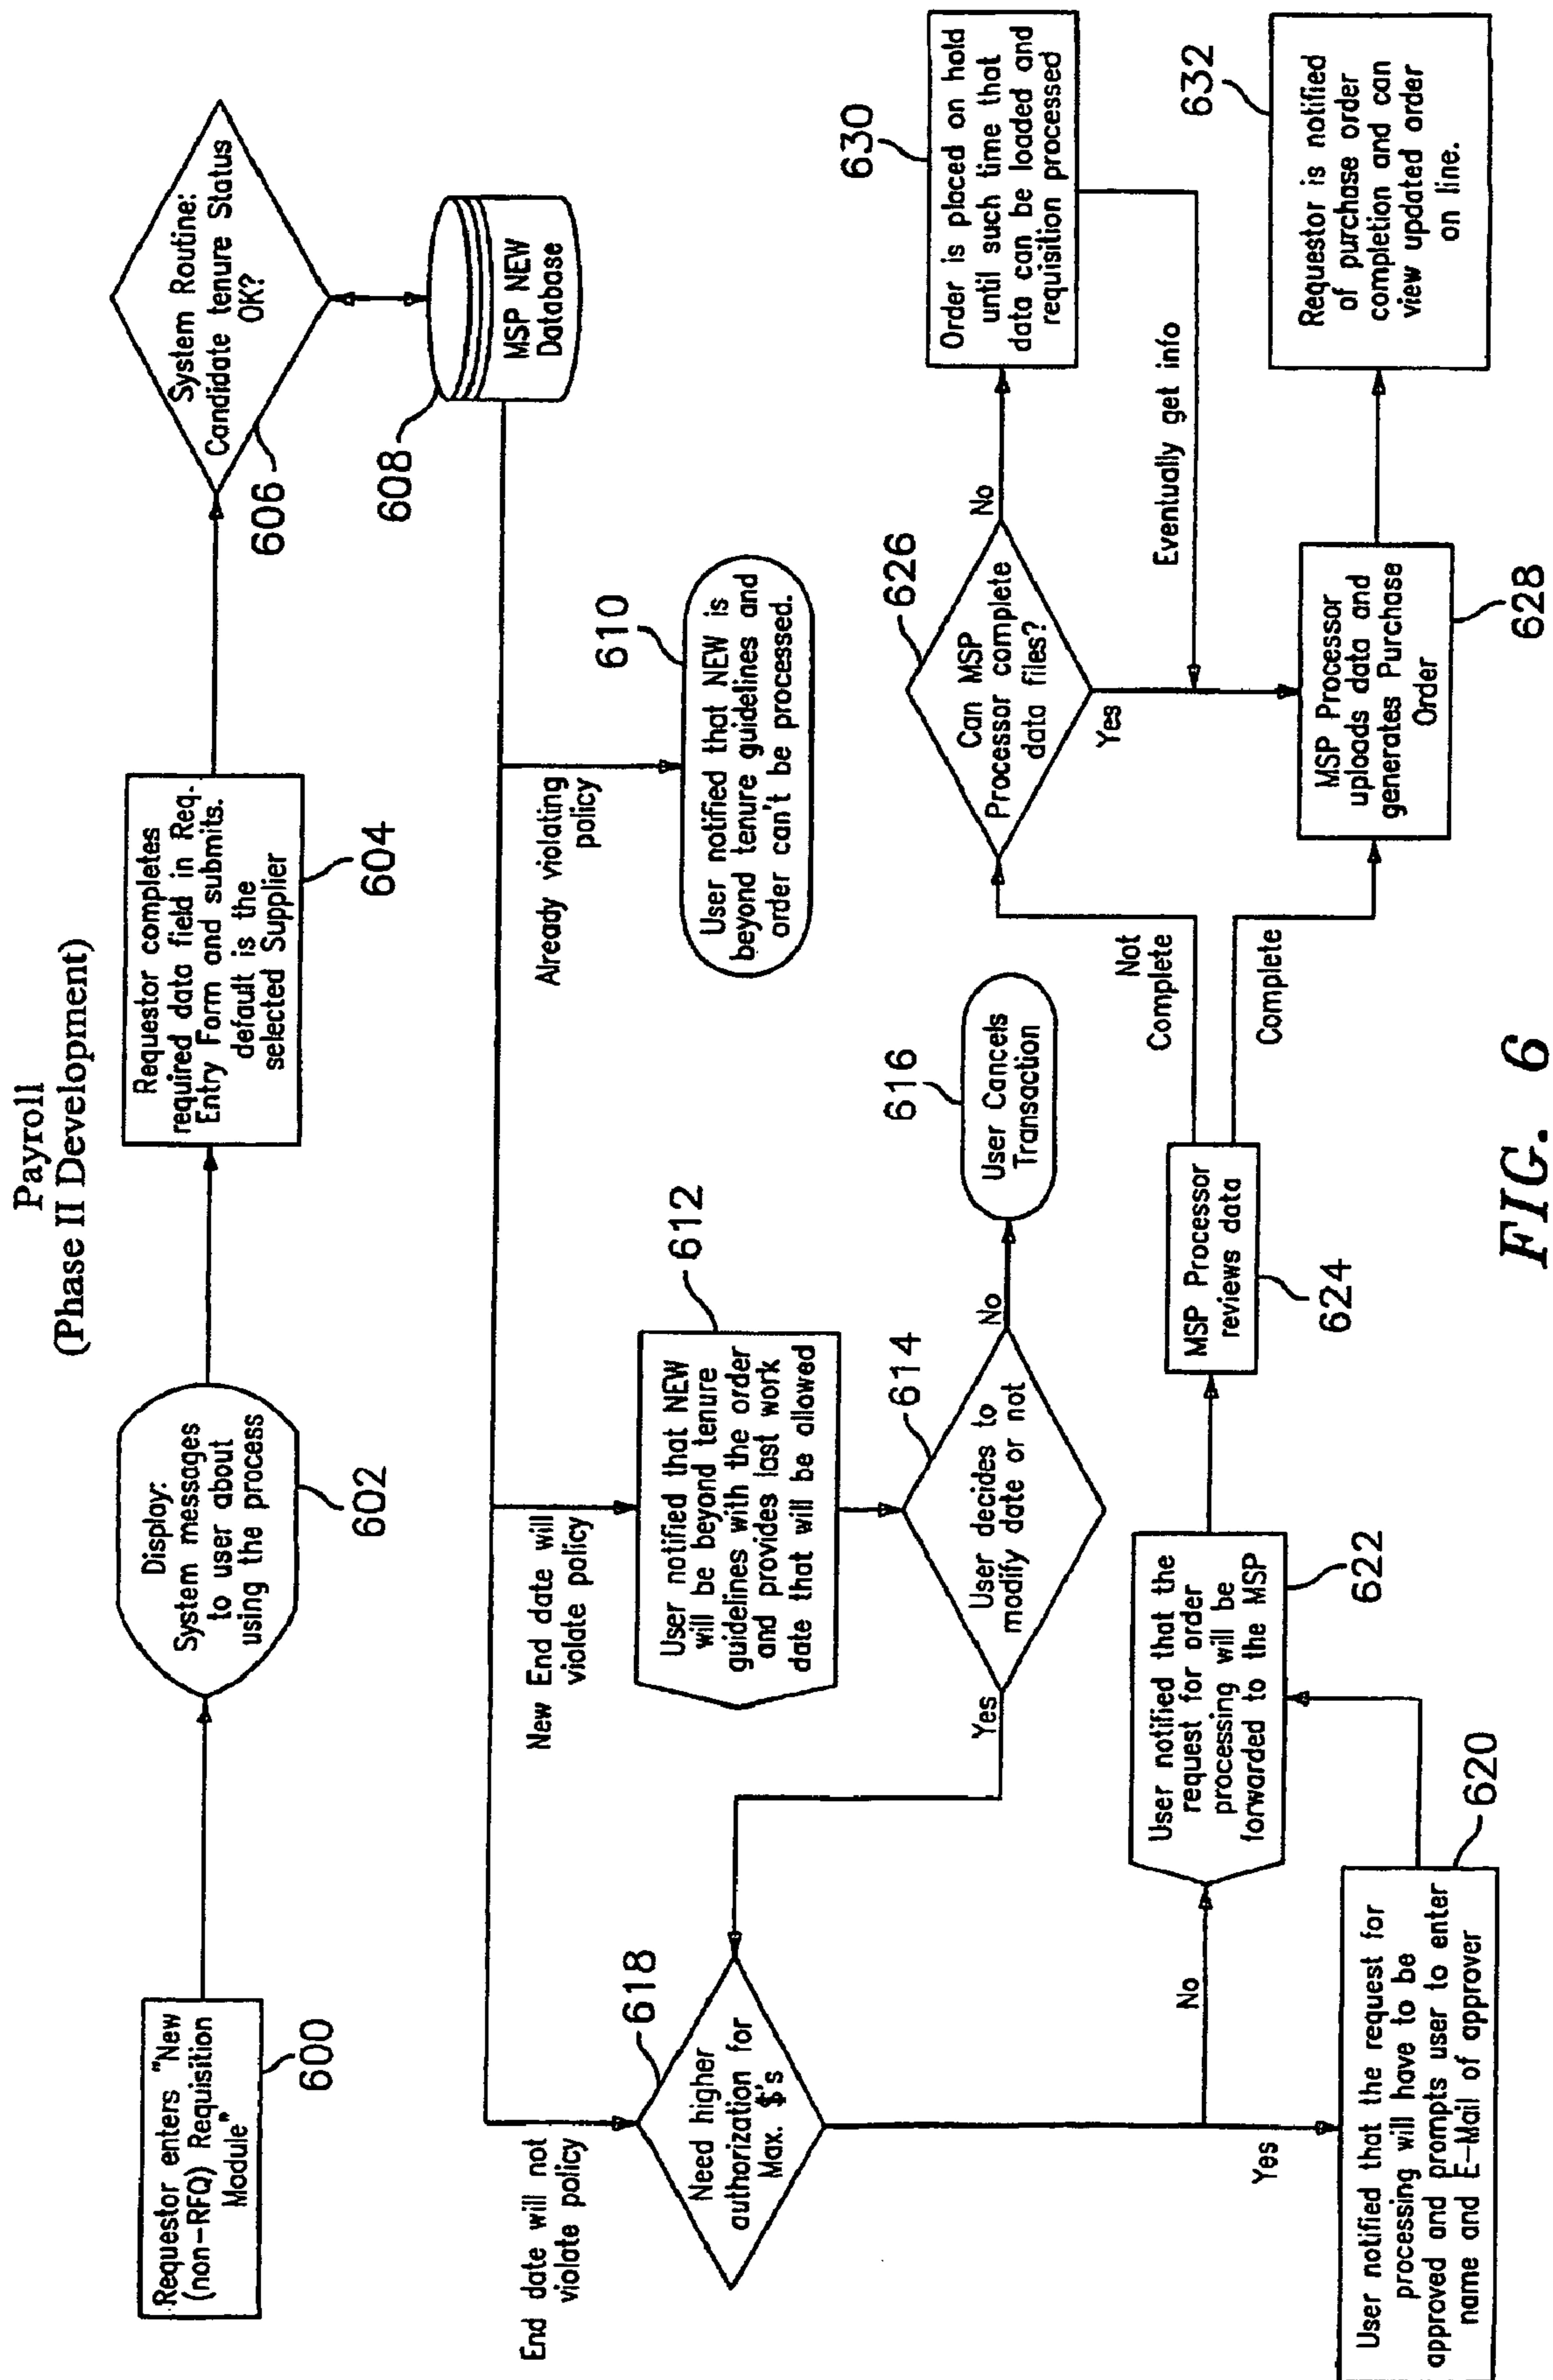 Payroll
(Phase II Development)
Requestor enters "New
(non-RFQ) Requisition
Module"
600
Display:
System messages
to user about
using the process
602
Requestor completes
required data field in Req.
Entry Form and submits.
default is the
selected Supplier
604
System Routine:
Candidate tenure Status
OK?
606
MSP NEW
Database
608
End date will not
violate policy
New End date will
violate policy
Already violating
policy
User notified that NEW is
beyond tenure guidelines and
order can't be processed.
610
User notified that NEW
will be beyond tenure
guidelines with the order
and provides last work
date that will be allowed
612
User decides to
modify date or not
614
No
Yes
User Cancels
Transaction
616
Need higher
authorization for
Max. $'s
618
No
Yes
User notified that the request for
processing will have to be
approved and prompts user to enter
name and E-Mail of approver
620
User notified that the
request for order
processing will be
forwarded to the MSP
622
MSP Processor
reviews data
624
Not
Complete
Complete
Can MSP
Processor complete
data files?
626
No
Yes
Order is placed on hold
until such time that
data can be loaded and
requisition processed
630
Eventually get info
MSP Processor
uploads data and
generates Purchase
Order
628
Requestor is notified
of purchase order
completion and can
view updated order
on line.
632
FIG. 6